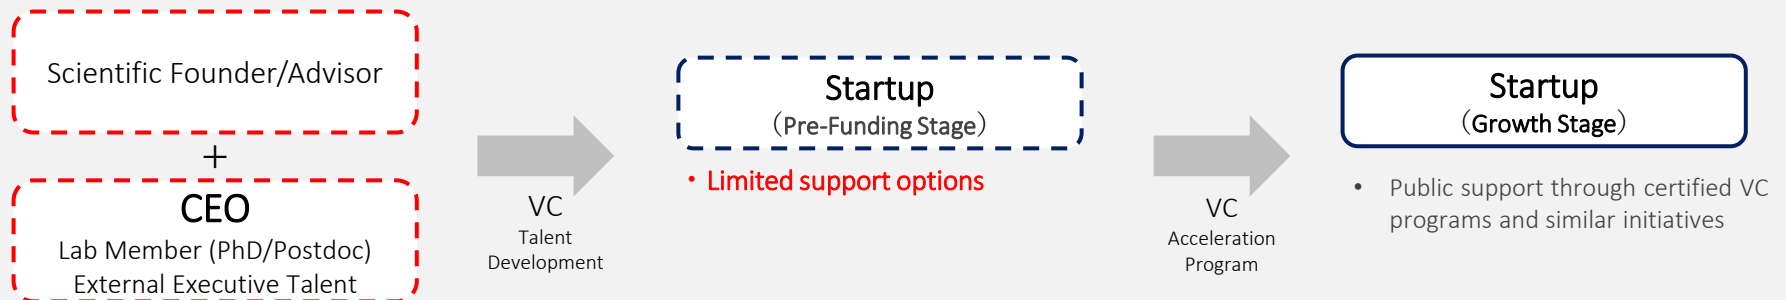 Scientific Founder/Advisor
+
CEO
Lab Member (PhD/Postdoc)
External Executive Talent
VC
Talent
Development
Startup
（Pre-Funding Stage）
・Limited support options
VC
Acceleration
Program
Startup
（Growth Stage）
• Public support through certified VC
programs and similar initiatives